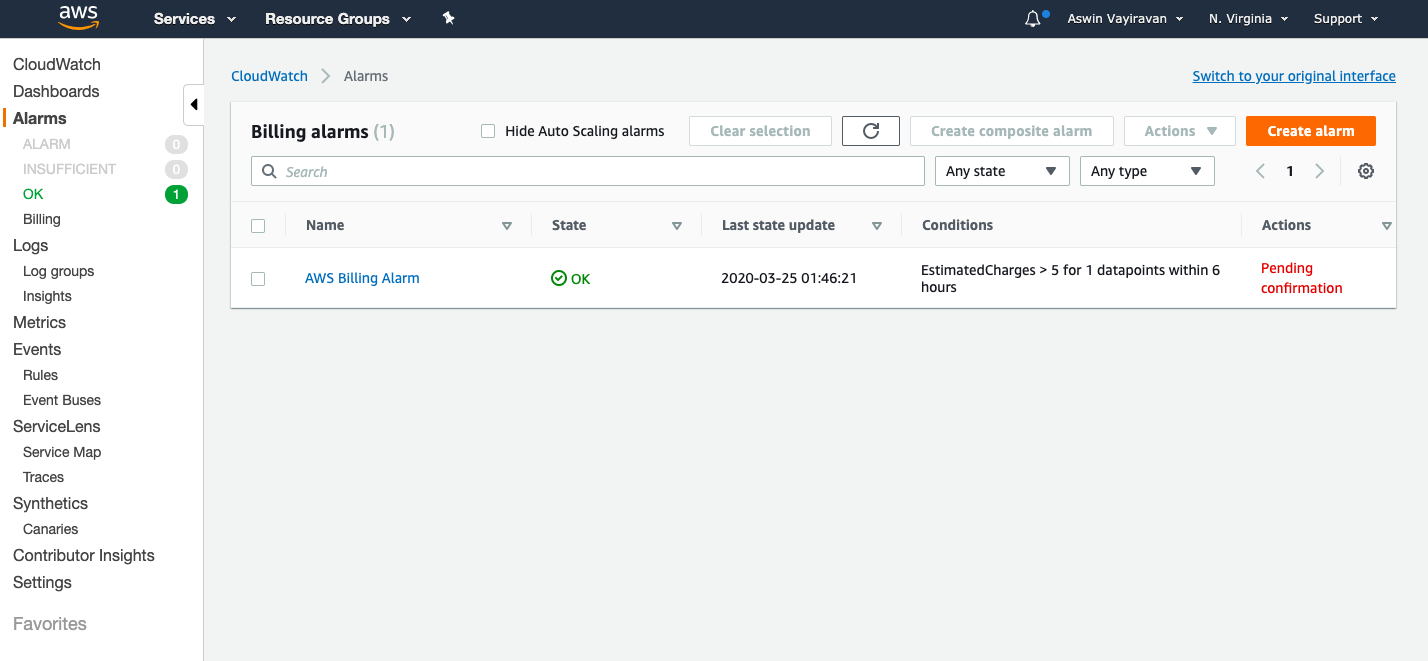 aws
Services
Resource Groups
Aswin Vayiravan
N. Virginia
Support
CloudWatch
Dashboards
Alarms
ALARM 0
INSUFFICIENT 0
OK 1
Billing
Logs
Log groups
Insights
Metrics
Events
Rules
Event Buses
ServiceLens
Service Map
Traces
Synthetics
Canaries
Contributor Insights
Settings
Favorites
CloudWatch
Alarms
Switch to your original interface
Billing alarms (1)
Hide Auto Scaling alarms
Clear selection
Create composite alarm
Actions
Create alarm
Search
Any state
Any type
1
Name
State
Last state update
Conditions
Actions
AWS Billing Alarm
OK
2020-03-25 01:46:21
EstimatedCharges > 5 for 1 datapoints within 6
hours
Pending
confirmation